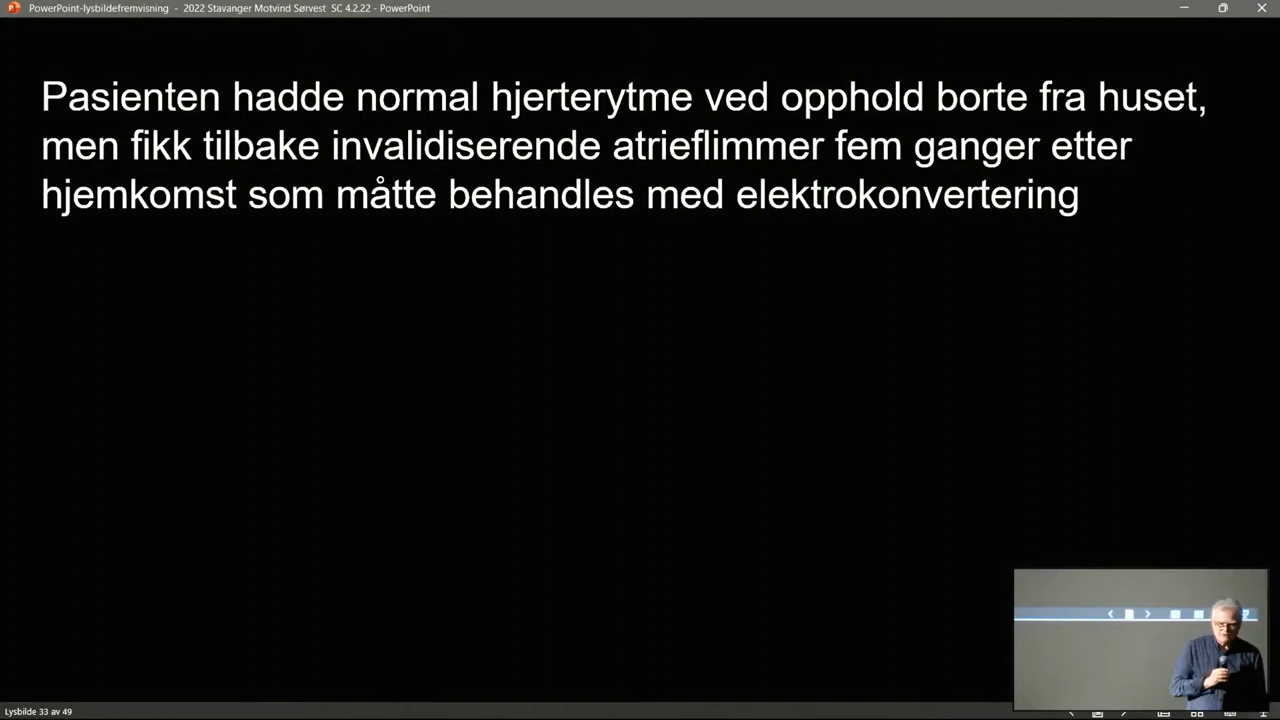 PowerPoint-lysbildefremvisning - 2022 Stavanger Motvind Sørvest SC 4.2.22 - PowerPoint
Pasienten hadde normal hjerterytme ved opphold borte fra huset,
men fikk tilbake invalidiserende atrieflimmer fem ganger etter
hjemkomst som måtte behandles med elektrokonvertering
Lysbilde 33 av 49